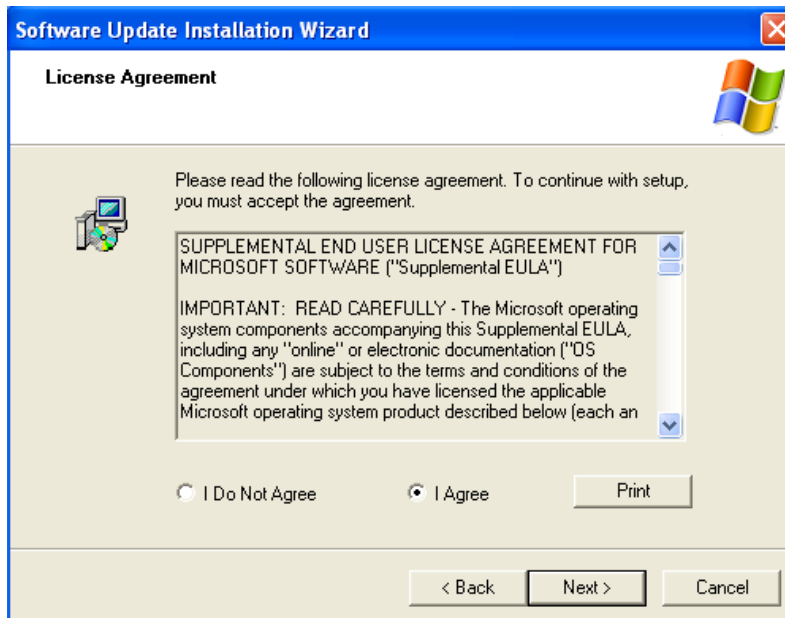 Software Update Installation Wizard
License Agreement
Please read the following license agreement. To continue with setup,
you must accept the agreement.
SUPPLEMENTAL END USER LICENSE AGREEMENT FOR
MICROSOFT SOFTWARE ("Supplemental EULA")
IMPORTANT:  READ CAREFULLY - The Microsoft operating
system components accompanying this Supplemental EULA,
including any "online" or electronic documentation ("OS
Components") are subject to the terms and conditions of the
agreement under which you have licensed the applicable
Microsoft operating system product described below (each an
I Do Not Agree
I Agree
Print
< Back
Next >
Cancel